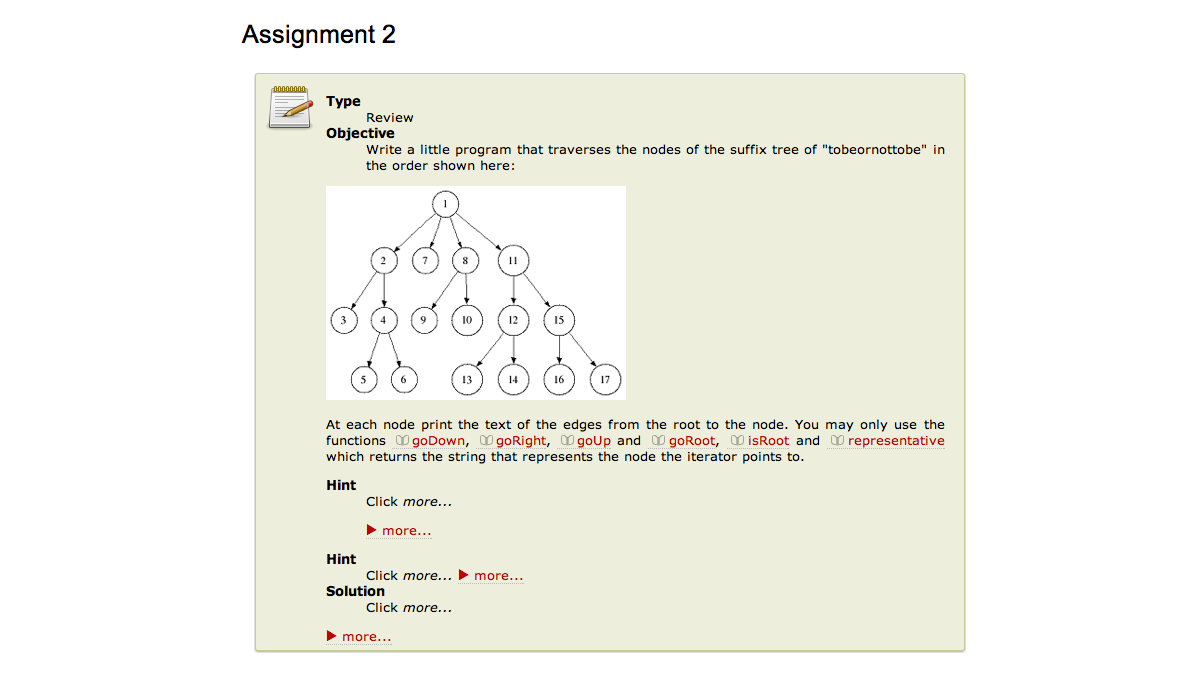 Assignment 2
Type
Review
Objective
Write a little program that traverses the nodes of the suffix tree of "tobeornottobe" in
the order shown here:
1
2 7 8 11
3 4 9 10 12 15
5 6 13 14 16 17
At each node print the text of the edges from the root to the node. You may only use the
functions goDown, goRight, goUp and goRoot, isRoot and representative
which returns the string that represents the node the iterator points to.
Hint
Click more...
more...
Hint
Click more... more...
Solution
Click more...
more...